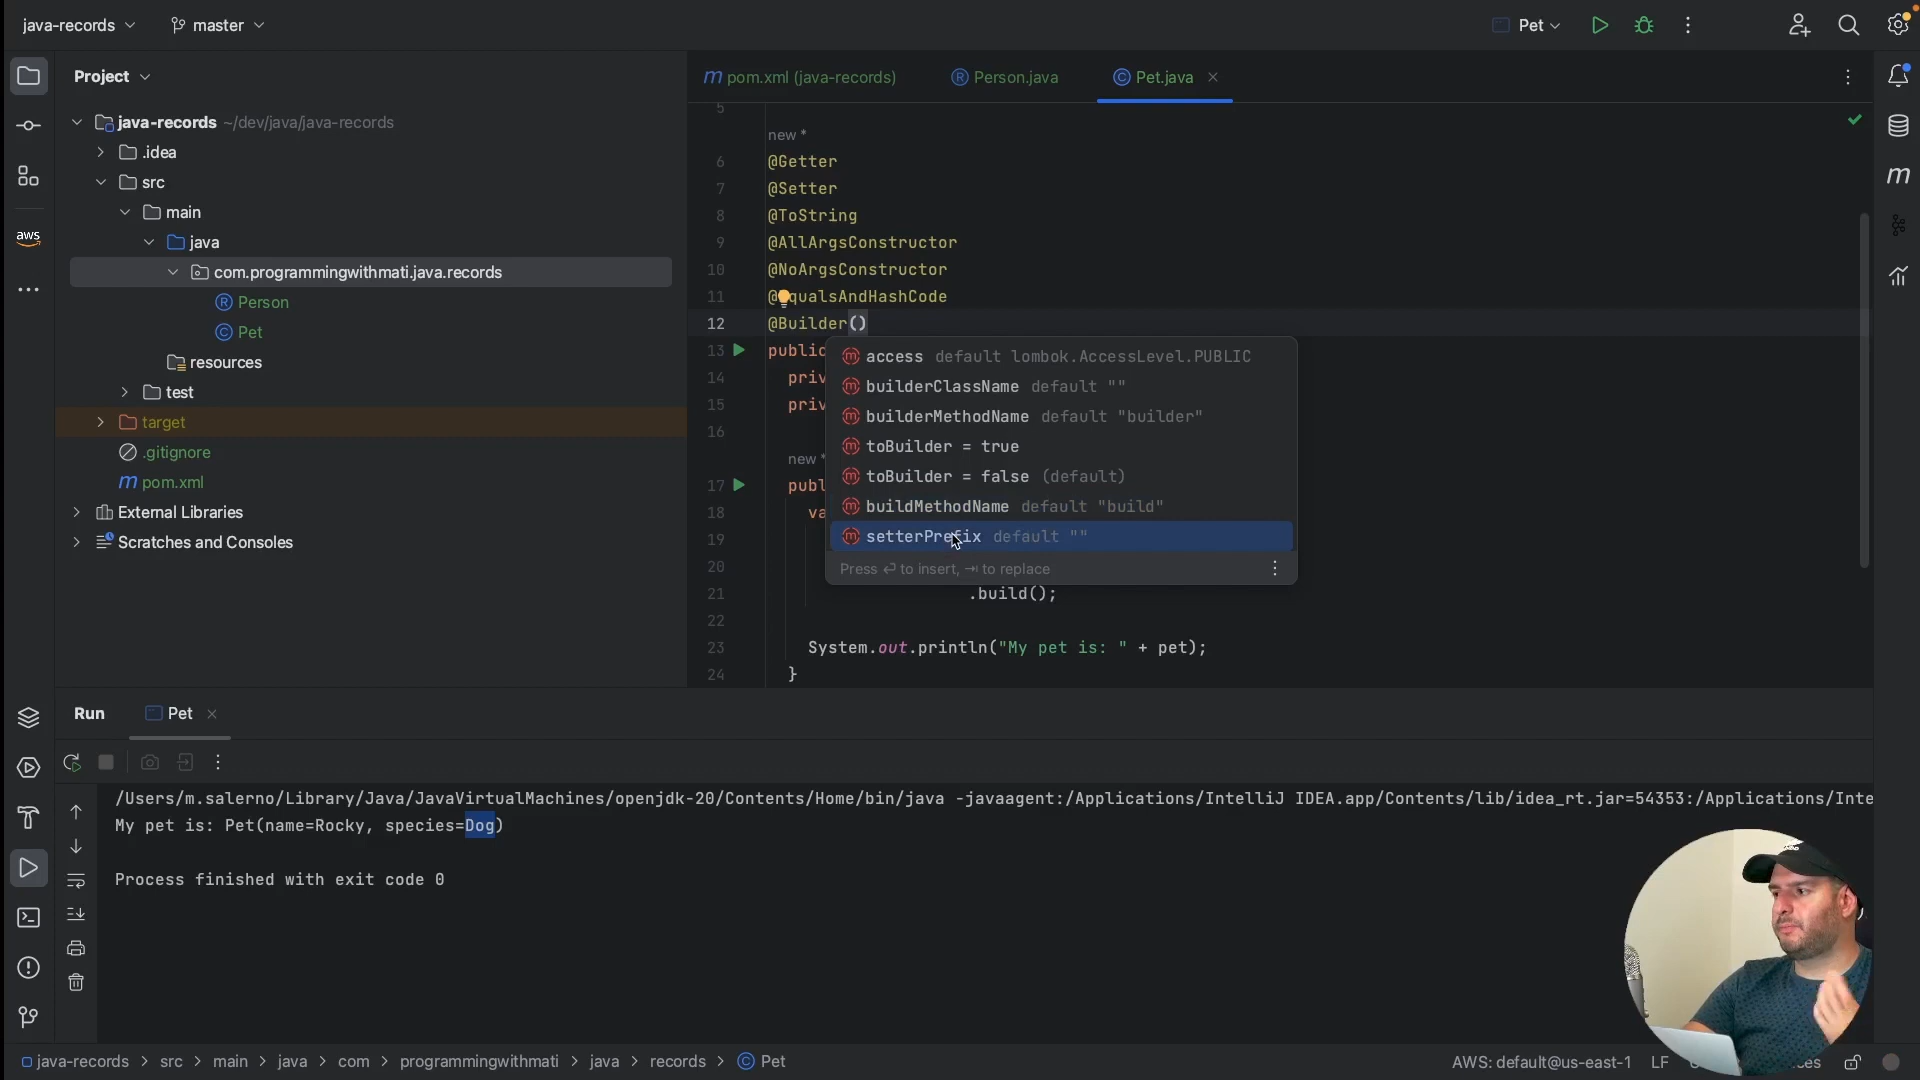 java-records
master
Pet
Project
java-records ~/dev/java/java-records
.idea
src
main
java
com.programmingwithmati.java.records
Person
Pet
resources
test
target
.gitignore
m pom.xml
External Libraries
Scratches and Consoles
aws
m pom.xml (java-records)
Person.java
Pet.java
5
new *
6 @Getter
7 @Setter
8 @ToString
9 @AllArgsConstructor
10 @NoArgsConstructor
11 @EqualsAndHashCode
12 @Builder()
13 public
14 priv
15 priv
16
new *
17 publ
18 va
19
20
21 .build();
22
23 System.out.println("My pet is: " + pet);
24 }
access default lombok.AccessLevel.PUBLIC
builderClassName default ""
builderMethodName default "builder"
toBuilder = true
toBuilder = false (default)
buildMethodName default "build"
setterPrefix default ""
Press ↩ to insert, ⇥ to replace
Run
Pet
/Users/m.salerno/Library/Java/JavaVirtualMachines/openjdk-20/Contents/Home/bin/java -javaagent:/Applications/IntelliJ IDEA.app/Contents/lib/idea_rt.jar=54353:/Applications/Inte
My pet is: Pet(name=Rocky, species=Dog)
Process finished with exit code 0
java-records > src > main > java > com > programmingwithmati > java > records > Pet
AWS: default@us-east-1 LF